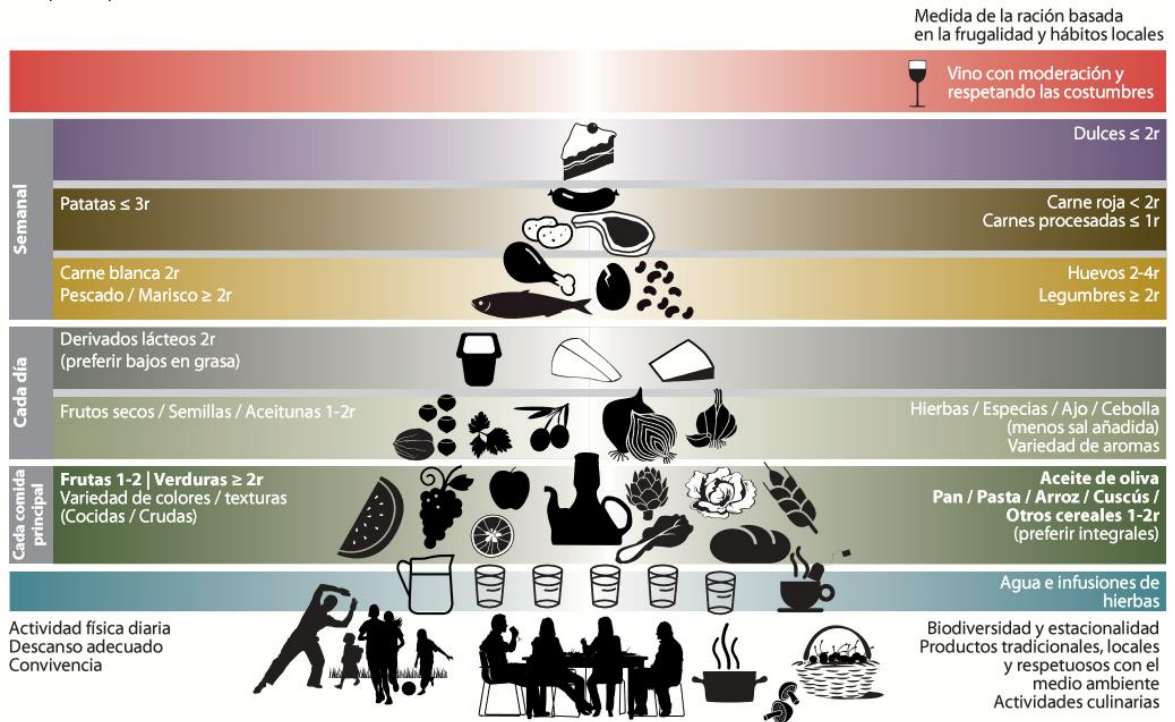 Medida de la ración basada
en la frugalidad y hábitos locales
Vino con moderación y
respetando las costumbres
Semanal
Dulces ≤ 2r
Patatas ≤ 3r
Carne roja < 2r
Carnes procesadas ≤ 1r
Carne blanca 2r
Pescado / Marisco ≥ 2r
Huevos 2-4r
Legumbres ≥ 2r
Cada día
Derivados lácteos 2r
(preferir bajos en grasa)
Frutos secos / Semillas / Aceitunas 1-2r
Hierbas / Especias / Ajo / Cebolla
(menos sal añadida)
Variedad de aromas
Cada comida
principal
Frutas 1-2 | Verduras ≥ 2r
Variedad de colores / texturas
(Cocidas / Crudas)
Aceite de oliva
Pan / Pasta / Arroz / Cuscús /
Otros cereales 1-2r
(preferir integrales)
Agua e infusiones de
hierbas
Actividad física diaria
Descanso adecuado
Convivencia
Biodiversidad y estacionalidad
Productos tradicionales, locales
y respetuosos con el
medio ambiente
Actividades culinarias